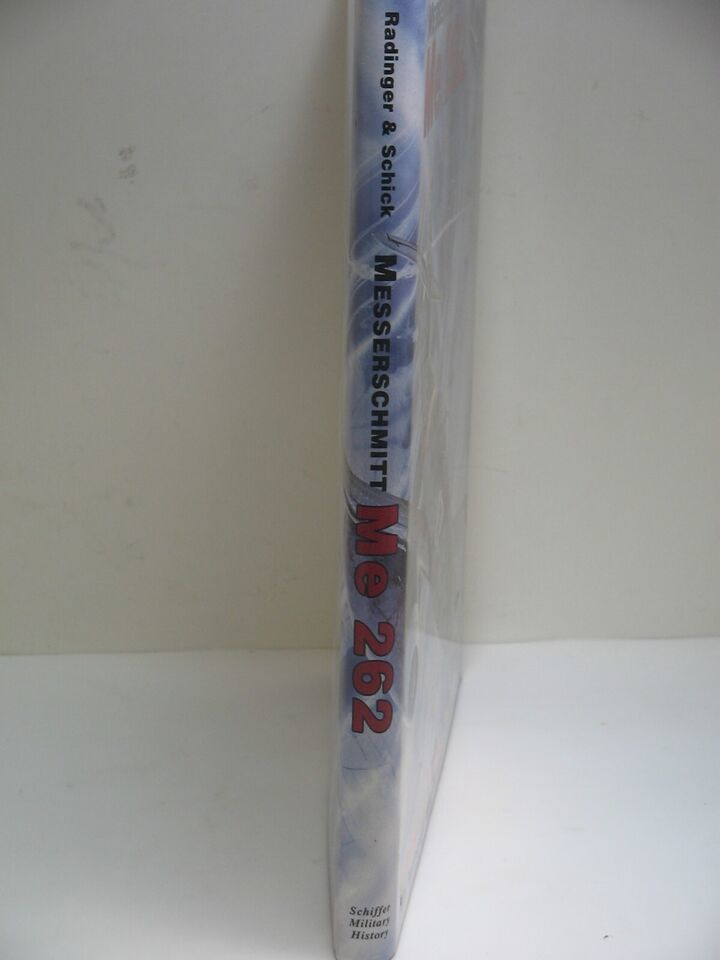 Radinger & Schick
MESSERSCHMITT
Me 262
Schiffer
Military
History